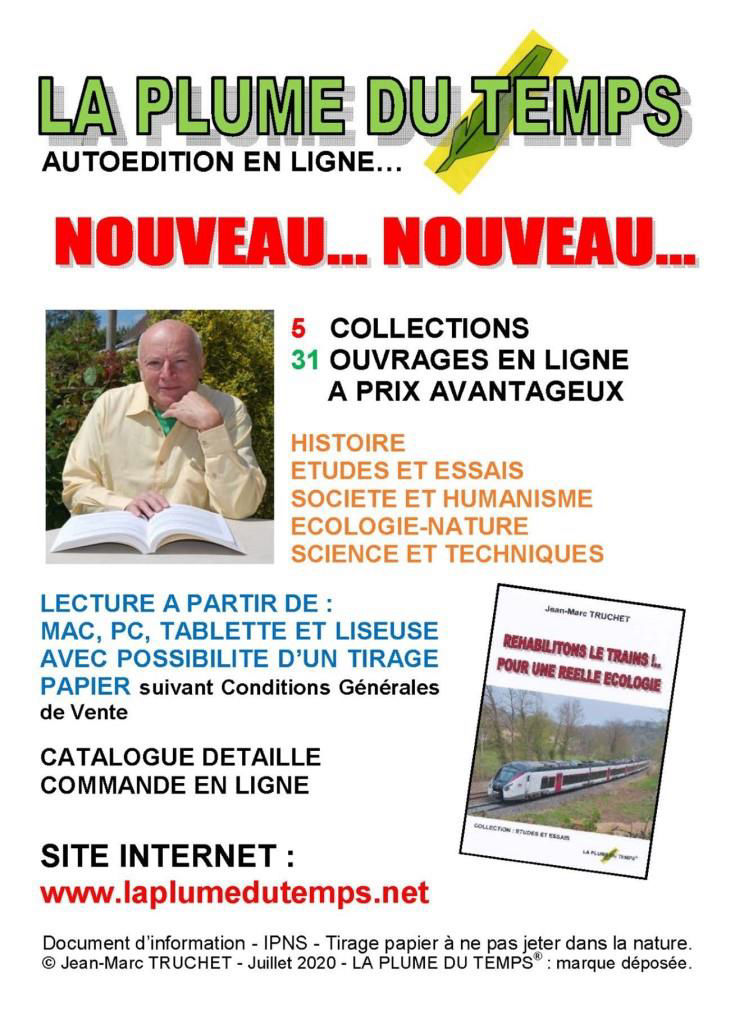 LA PLUME DU TEMPS
AUTOEDITION EN LIGNE...
NOUVEAU... NOUVEAU...
5 COLLECTIONS
31 OUVRAGES EN LIGNE
A PRIX AVANTAGEUX
HISTOIRE
ETUDES ET ESSAIS
SOCIETE ET HUMANISME
ECOLOGIE-NATURE
SCIENCE ET TECHNIQUES
LECTURE A PARTIR DE :
MAC, PC, TABLETTE ET LISEUSE
AVEC POSSIBILITE D'UN TIRAGE
PAPIER suivant Conditions Générales
de Vente
Jean-Marc TRUCHET
REHABILITONS LE TRAINS !..
POUR UNE REELLE ECOLOGIE
COLLECTION : ETUDES ET ESSAIS
LA PLUME DU TEMPS®
CATALOGUE DETAILLE
COMMANDE EN LIGNE
SITE INTERNET :
www.laplumedutemps.net
Document d'information - IPNS - Tirage papier à ne pas jeter dans la nature.
© Jean-Marc TRUCHET - Juillet 2020 - LA PLUME DU TEMPS® : marque déposée.